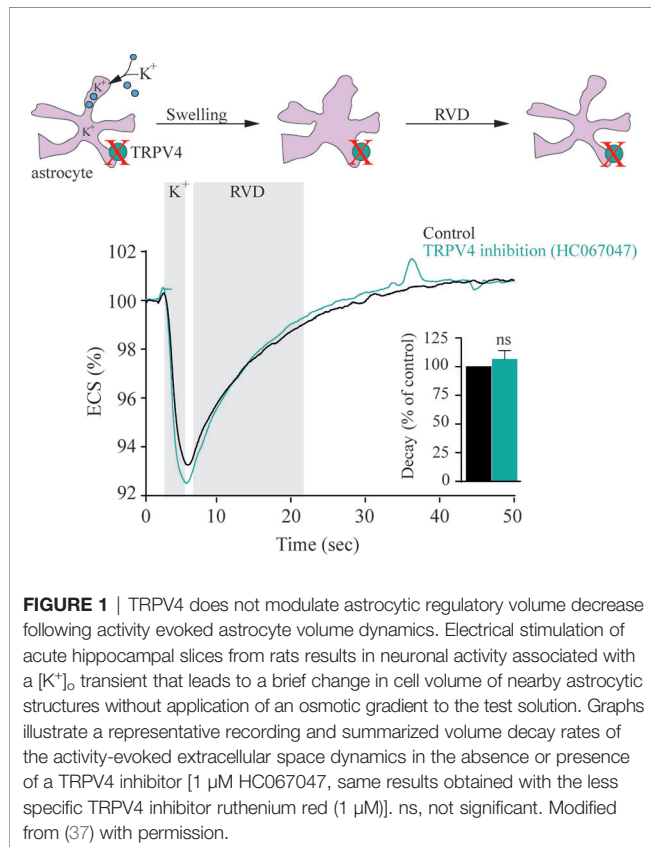 K+
K+
K+
Swelling
RVD
TRPV4
astrocyte
K+
RVD
Control
TRPV4 inhibition (HC067047)
102
100
98
96
94
92
ECS (%)
0 10 20 30 40 50
Time (sec)
Decay (% of control)
125
100
75
50
25
0
ns
FIGURE 1 | TRPV4 does not modulate astrocytic regulatory volume decrease
following activity evoked astrocyte volume dynamics. Electrical stimulation of
acute hippocampal slices from rats results in neuronal activity associated with
a [K+]o transient that leads to a brief change in cell volume of nearby astrocytic
structures without application of an osmotic gradient to the test solution. Graphs
illustrate a representative recording and summarized volume decay rates of
the activity-evoked extracellular space dynamics in the absence or presence
of a TRPV4 inhibitor [1 µM HC067047, same results obtained with the less
specific TRPV4 inhibitor ruthenium red (1 µM)]. ns, not significant. Modified
from (37) with permission.